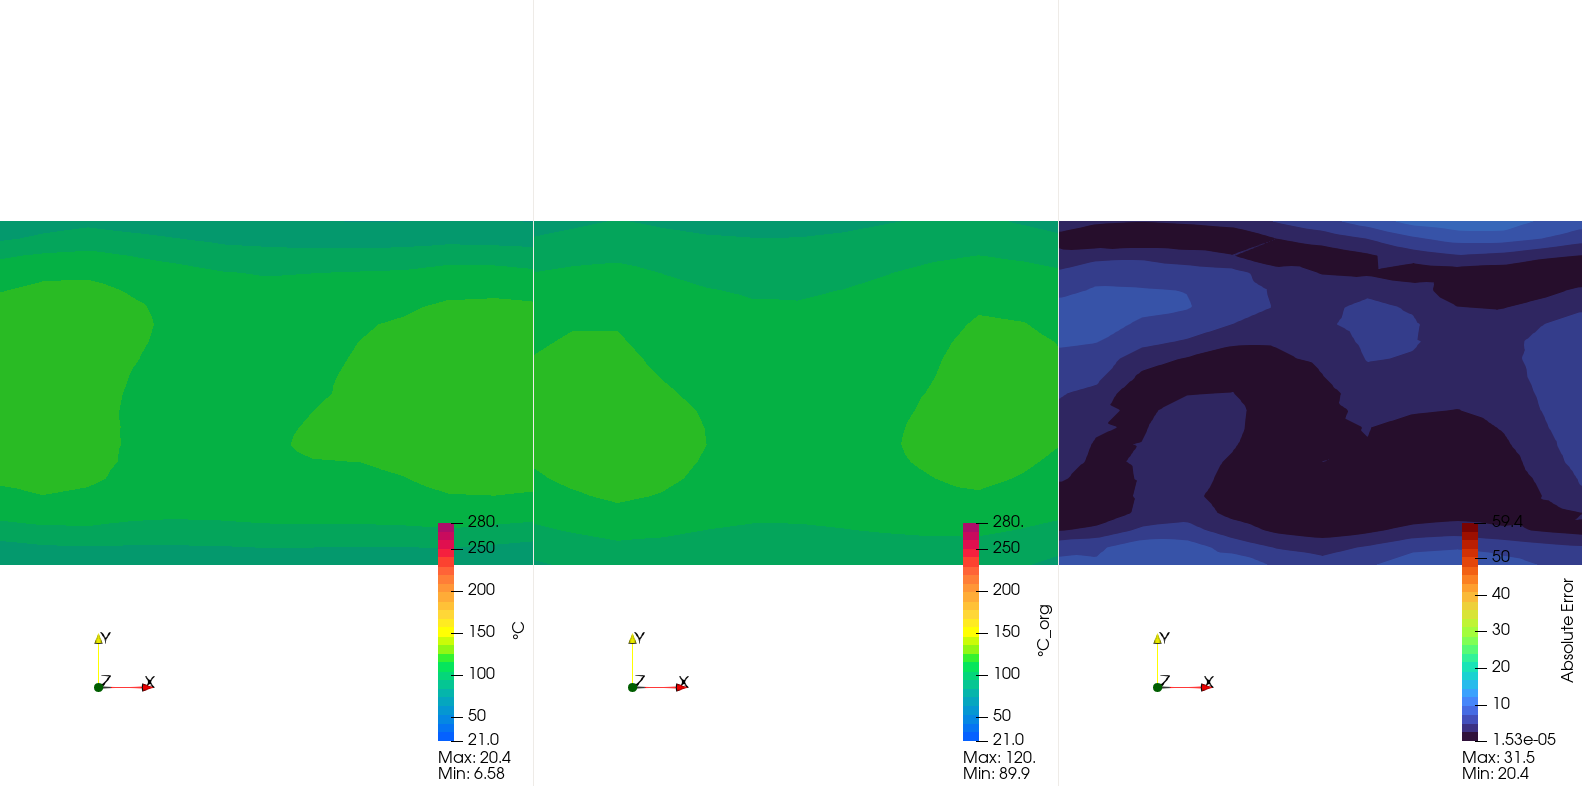 280.
250
200
150
100
50
21.0
°C
Max: 20.4
Min: 6.58
Y
Z
X
280.
250
200
150
100
50
21.0
°C_org
Max: 120.
Min: 89.9
Y
Z
X
59.4
50
40
30
20
10
1.53e-05
Absolute Error
Max: 31.5
Min: 20.4
Y
Z
X